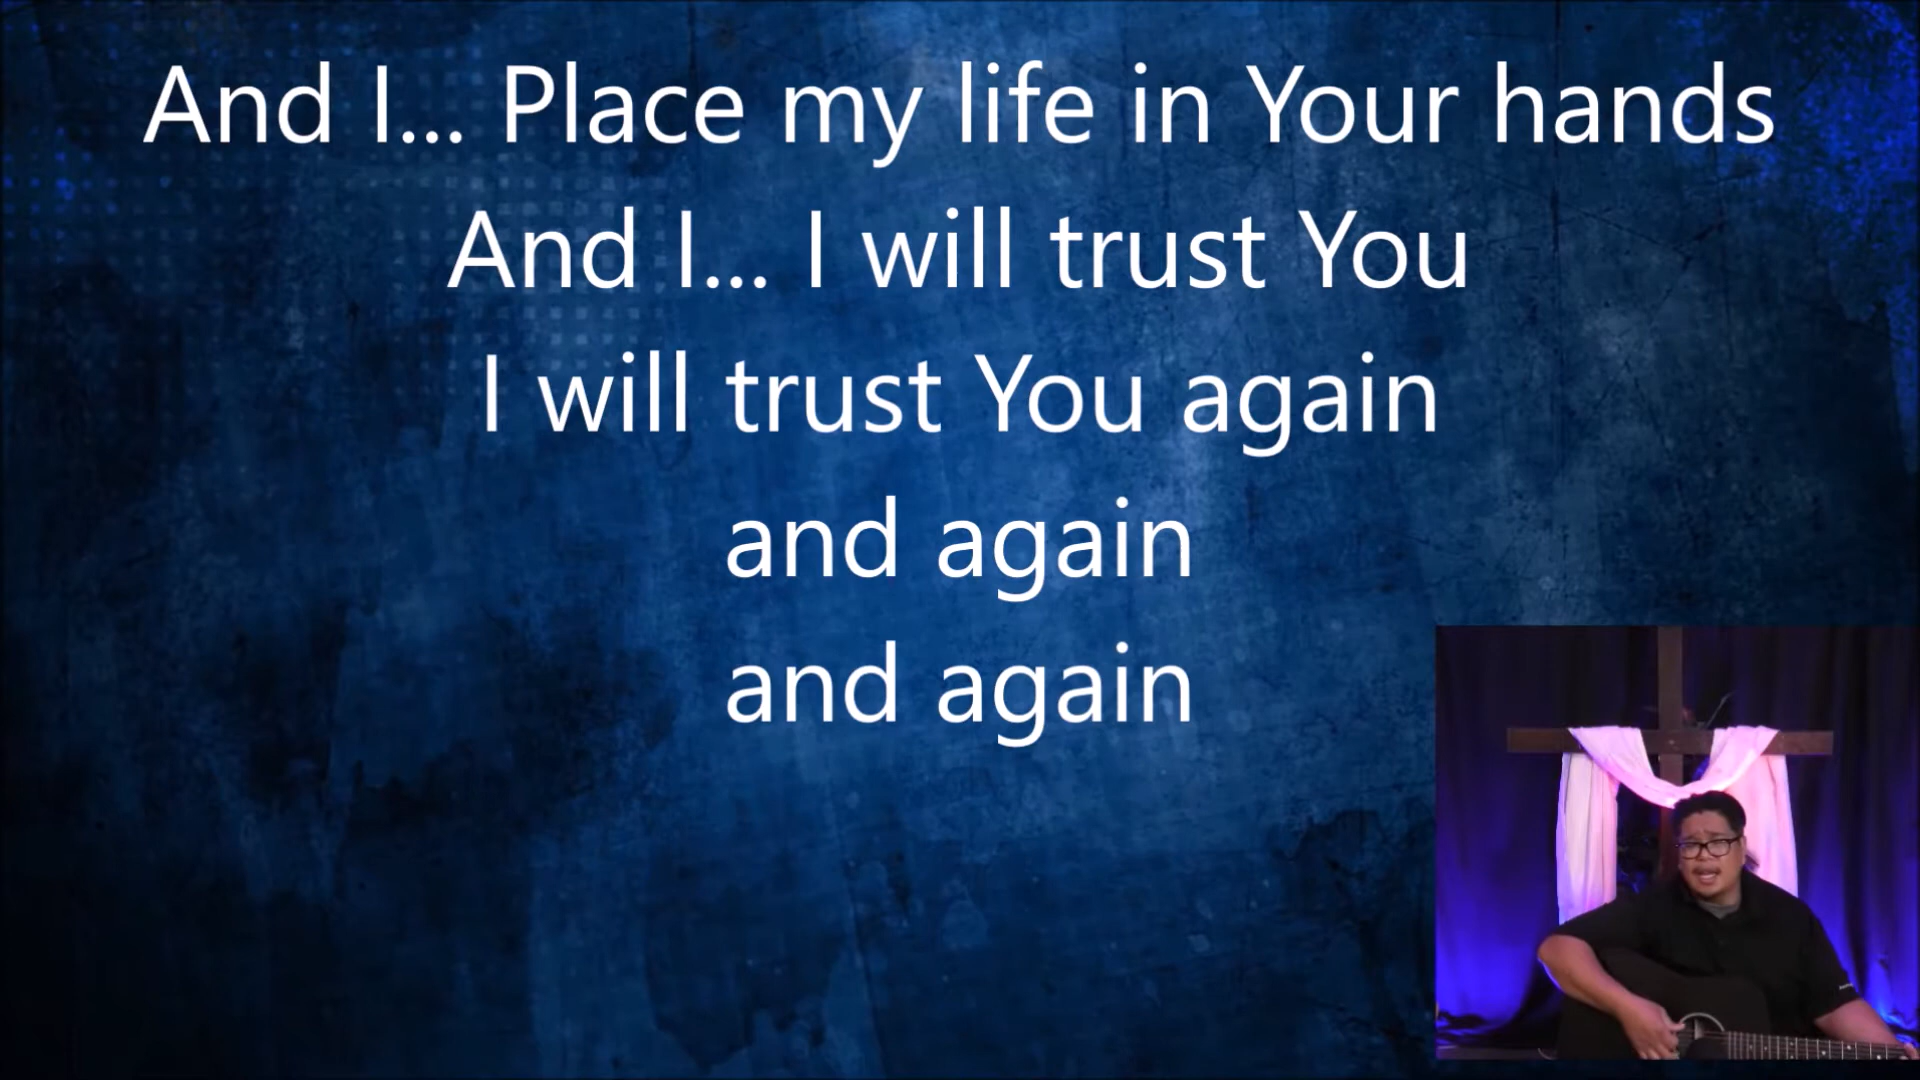 And I... Place my life in Your hands
And I... I will trust You
I will trust You again
and again
and again